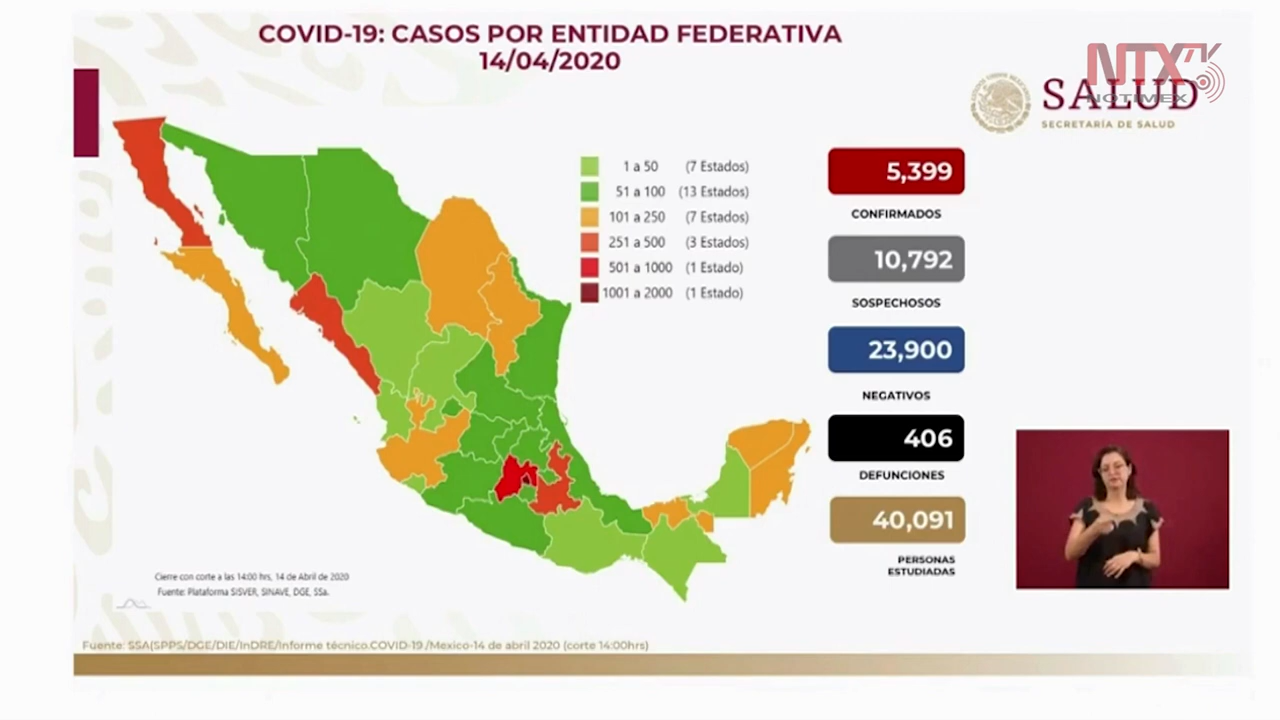 COVID-19: CASOS POR ENTIDAD FEDERATIVA
14/04/2020
NTX
NOTIMEX
SALUD
SECRETARÍA DE SALUD
1 a 50 (7 Estados)
51 a 100 (13 Estados)
101 a 250 (7 Estados)
251 a 500 (3 Estados)
501 a 1000 (1 Estado)
1001 a 2000 (1 Estado)
5,399
CONFIRMADOS
10,792
SOSPECHOSOS
23,900
NEGATIVOS
406
DEFUNCIONES
40,091
PERSONAS
ESTUDIADAS
Cierre con corte a las 14:00 hrs, 14 de Abril de 2020
Fuente: Plataforma SISVER, SINAVE, DGE, SSa.
Fuente: SSA(SPPS/DGE/DIE/InDRE/Informe técnico.COVID-19 /Mexico-14 de abril 2020 (corte 14:00hrs)